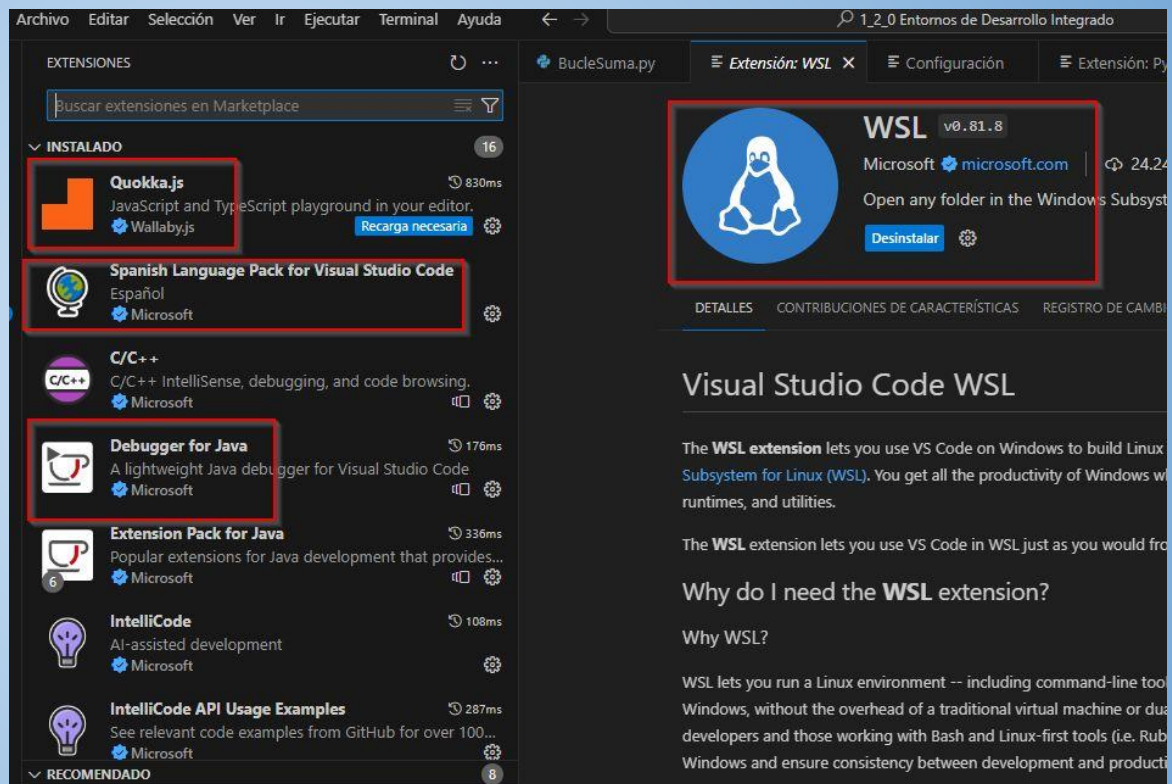 Archivo Editar Selección Ver Ir Ejecutar Terminal Ayuda
1_2_0 Entornos de Desarrollo Integrado
EXTENSIONES
Buscar extensiones en Marketplace
INSTALADO 16
Quokka.js 830ms
JavaScript and TypeScript playground in your editor.
Wallaby.js Recarga necesaria
Spanish Language Pack for Visual Studio Code
Español
Microsoft
C/C++
C/C++
C/C++ IntelliSense, debugging, and code browsing.
Microsoft
Debugger for Java 176ms
A lightweight Java debugger for Visual Studio Code
Microsoft
Extension Pack for Java 336ms
Popular extensions for Java development that provides...
6 Microsoft
IntelliCode 108ms
AI-assisted development
Microsoft
IntelliCode API Usage Examples 287ms
See relevant code examples from GitHub for over 100...
Microsoft
RECOMENDADO 8
BucleSuma.py Extensión: WSL Configuración Extensión: Py
WSL v0.81.8
Microsoft microsoft.com 24.24
Open any folder in the Windows Subsyst
Desinstalar
DETALLES CONTRIBUCIONES DE CARACTERÍSTICAS REGISTRO DE CAMBI
Visual Studio Code WSL
The WSL extension lets you use VS Code on Windows to build Linux
Subsystem for Linux (WSL). You get all the productivity of Windows wh
runtimes, and utilities.
The WSL extension lets you use VS Code in WSL just as you would fro
Why do I need the WSL extension?
Why WSL?
WSL lets you run a Linux environment -- including command-line tool
Windows, without the overhead of a traditional virtual machine or dua
developers and those working with Bash and Linux-first tools (i.e. Rub
Windows and ensure consistency between development and producti